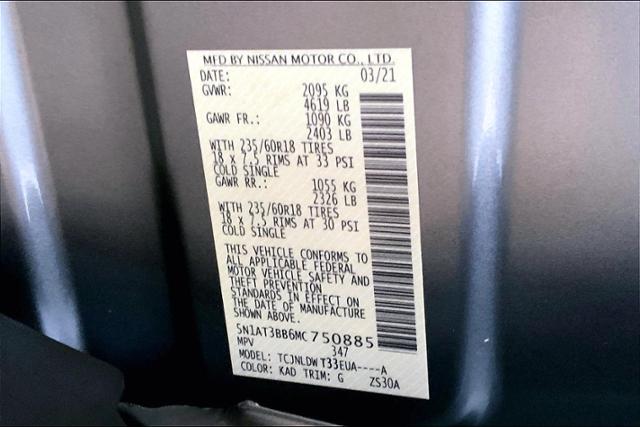 MFD BY NISSAN MOTOR CO., LTD.
DATE: 03/21
GVWR: 2095 KG
4619 LB
GAWR FR.: 1090 KG
2403 LB
WITH 235/60R18 TIRES
18 x 7.5 RIMS AT 33 PSI
COLD SINGLE
GAWR RR.: 1055 KG
2326 LB
WITH 235/60R18 TIRES
18 x 7.5 RIMS AT 30 PSI
COLD SINGLE
THIS VEHICLE CONFORMS TO
ALL APPLICABLE FEDERAL
MOTOR VEHICLE SAFETY AND
THEFT PREVENTION
STANDARDS IN EFFECT ON
THE DATE OF MANUFACTURE
SHOWN ABOVE.
5N1AT3BB6MC750885
MPV 347
MODEL: TCJNLDWT33EUA----A
COLOR: KAD TRIM: G ZS30A